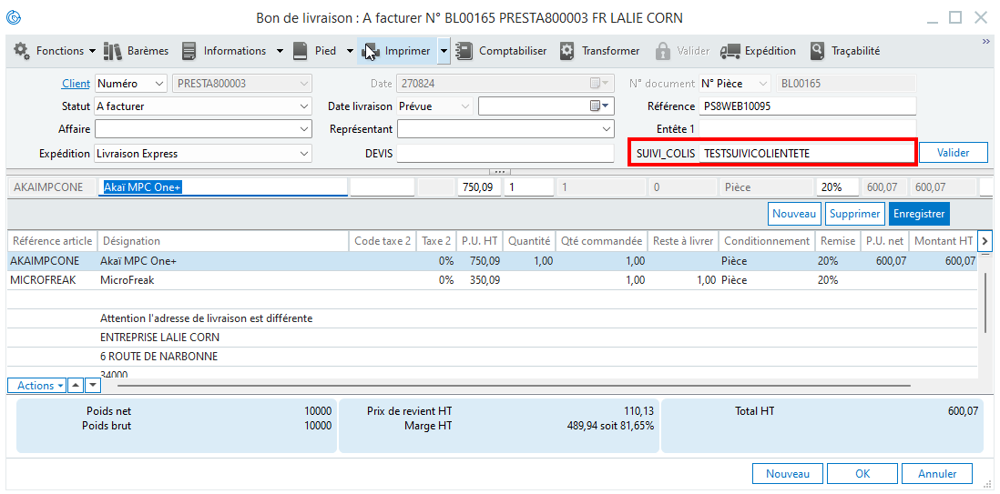 Bon de livraison : A facturer N° BL00165 PRESTA800003 FR LALIE CORN
Fonctions Barèmes Informations Pied Imprimer Comptabiliser Transformer Valider Expédition Traçabilité »
Client Numéro PRESTA800003 Date 270824 N° document N° Pièce BL00165
Statut A facturer Date livraison Prévue Référence PS8WEB10095
Affaire Représentant Entête 1
Expédition Livraison Express DEVIS SUIVI_COLIS TESTSUIVICOLIENTETE Valider
AKAIMPCONE Akaï MPC One+ 750,09 1 1 0 Pièce 20% 600,07 600,07
Nouveau Supprimer Enregistrer
Référence article Désignation Code taxe 2 Taxe 2 P.U. HT Quantité Qté commandée Reste à livrer Conditionnement Remise P.U. net Montant HT
AKAIMPCONE Akaï MPC One+ 0% 750,09 1,00 1,00 Pièce 20% 600,07 600,07
MICROFREAK MicroFreak 0% 350,09 1,00 1,00 Pièce 20%
Attention l'adresse de livraison est différente
ENTREPRISE LALIE CORN
6 ROUTE DE NARBONNE
34000
Actions
Poids net 10000 Prix de revient HT 110,13 Total HT 600,07
Poids brut 10000 Marge HT 489,94 soit 81,65%
Nouveau OK Annuler